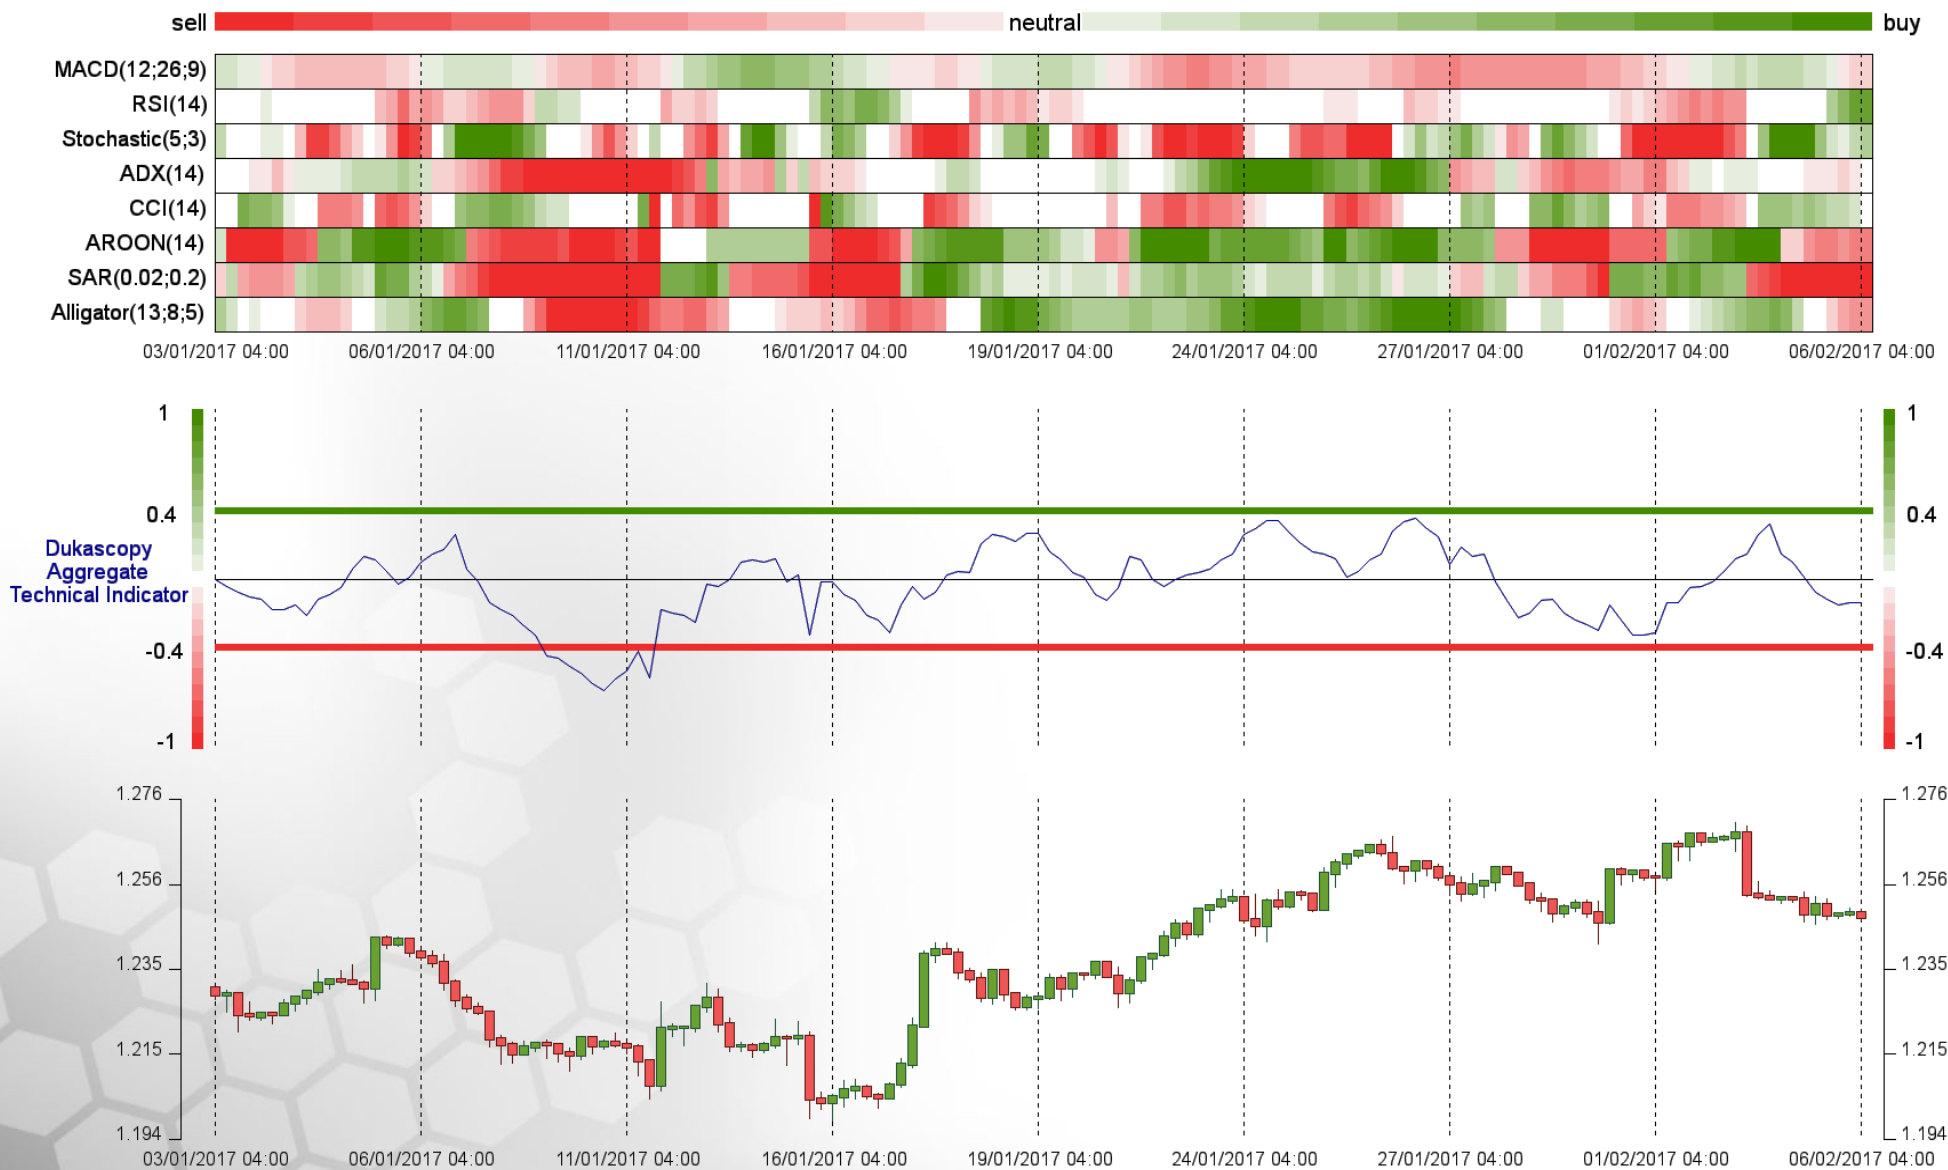 sell neutral buy
MACD(12;26;9)
RSI(14)
Stochastic(5;3)
ADX(14)
CCI(14)
AROON(14)
SAR(0.02;0.2)
Alligator(13;8;5)
03/01/2017 04:00 06/01/2017 04:00 11/01/2017 04:00 16/01/2017 04:00 19/01/2017 04:00 24/01/2017 04:00 27/01/2017 04:00 01/02/2017 04:00 06/02/2017 04:00
1 1
0.4 0.4
Dukascopy
Aggregate
Technical Indicator
-0.4 -0.4
-1 -1
1.276 1.276
1.256 1.256
1.235 1.235
1.215 1.215
1.194 1.194
03/01/2017 04:00 06/01/2017 04:00 11/01/2017 04:00 16/01/2017 04:00 19/01/2017 04:00 24/01/2017 04:00 27/01/2017 04:00 01/02/2017 04:00 06/02/2017 04:00